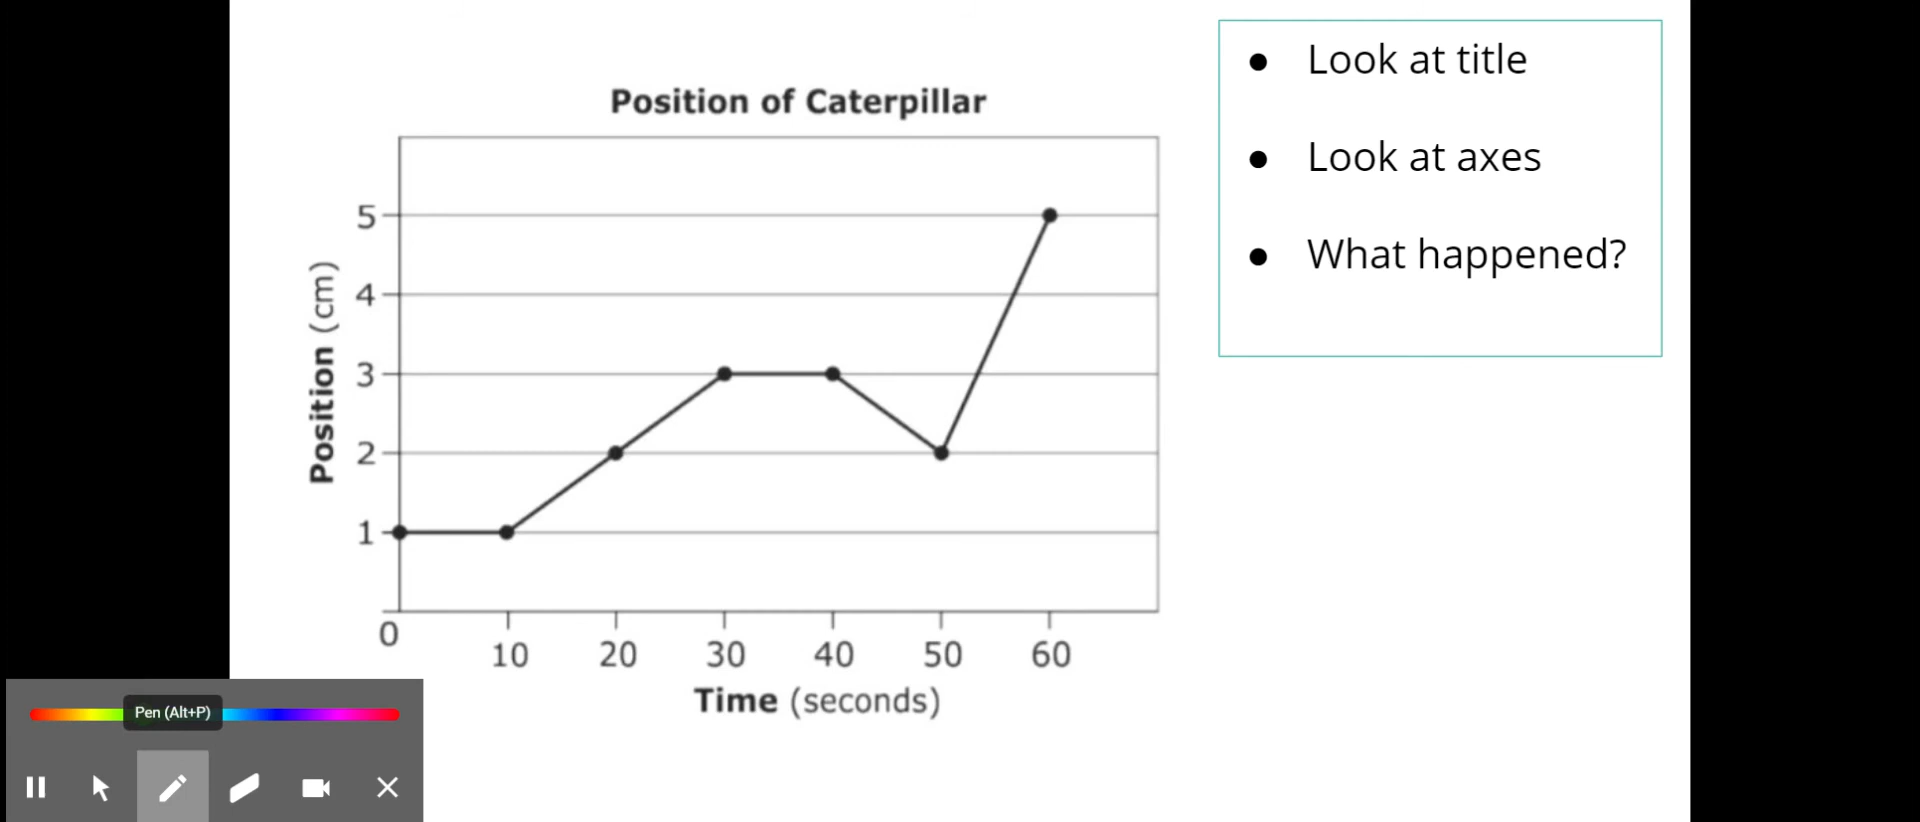 Position of Caterpillar
Position (cm)
5
4
3
2
1
0
10 20 30 40 50 60
Time (seconds)
● Look at title
● Look at axes
● What happened?
Pen (Alt+P)